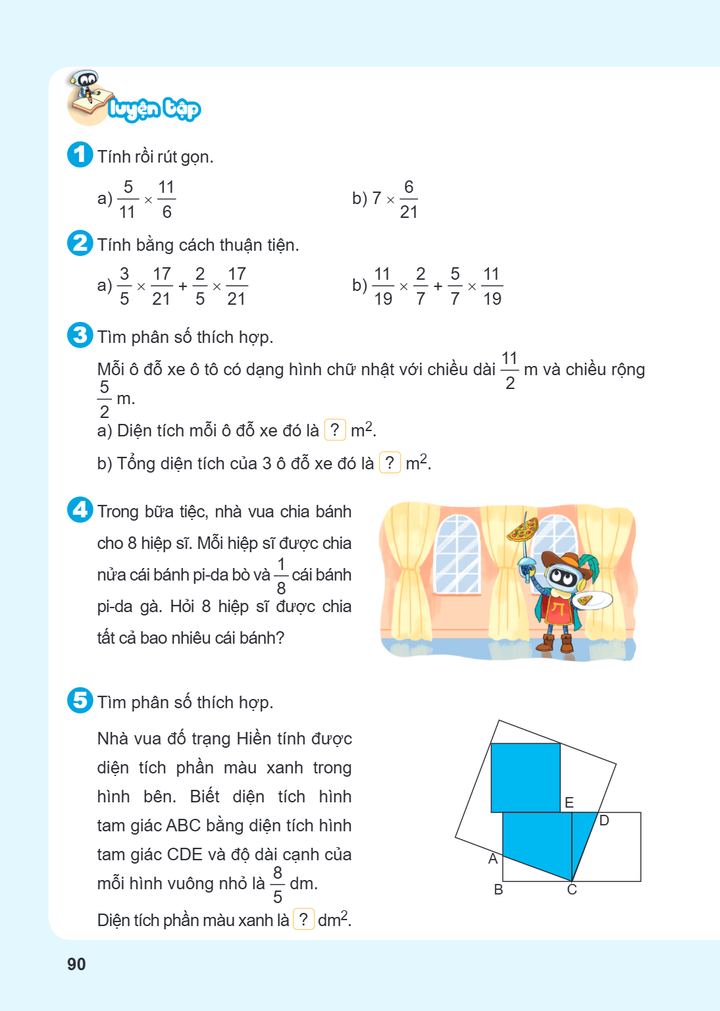 luyện tập
1 Tính rồi rút gọn.
a) 5/11 × 11/6 b) 7 × 6/21
2 Tính bằng cách thuận tiện.
a) 3/5 × 17/21 + 2/5 × 17/21 b) 11/19 × 2/7 + 5/7 × 11/19
3 Tìm phân số thích hợp.
Mỗi ô đỗ xe ô tô có dạng hình chữ nhật với chiều dài 11/2 m và chiều rộng
5/2 m.
a) Diện tích mỗi ô đỗ xe đó là ? m².
b) Tổng diện tích của 3 ô đỗ xe đó là ? m².
4 Trong bữa tiệc, nhà vua chia bánh
cho 8 hiệp sĩ. Mỗi hiệp sĩ được chia
nửa cái bánh pi-da bò và 1/8 cái bánh
pi-da gà. Hỏi 8 hiệp sĩ được chia
tất cả bao nhiêu cái bánh?
5 Tìm phân số thích hợp.
Nhà vua đố trạng Hiền tính được
diện tích phần màu xanh trong
hình bên. Biết diện tích hình
tam giác ABC bằng diện tích hình
tam giác CDE và độ dài cạnh của
mỗi hình vuông nhỏ là 8/5 dm.
Diện tích phần màu xanh là ? dm².
E
D
A
B
C
90